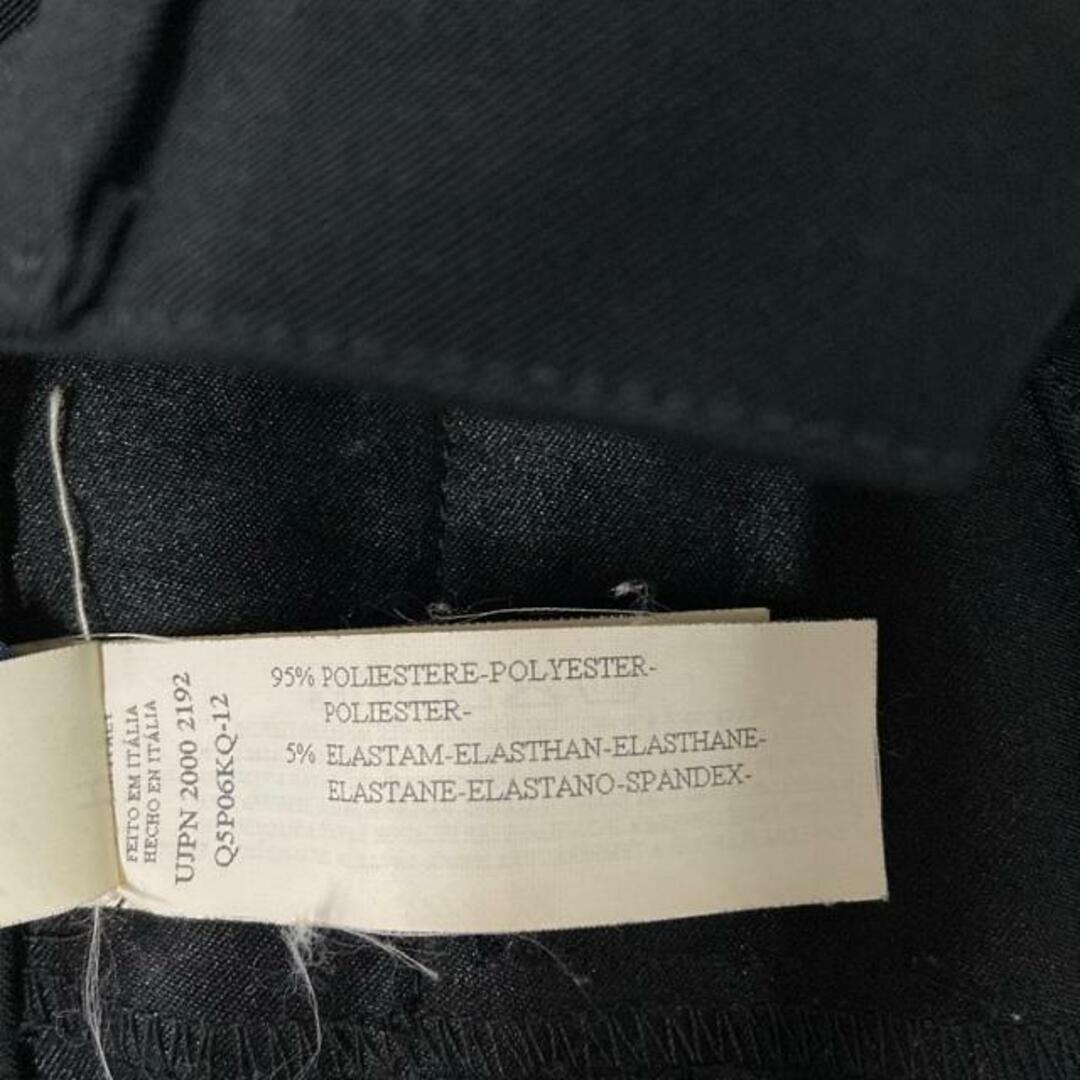 95% POLIESTERE-POLYESTER-
POLIESTER-
5% ELASTAM-ELASTHAN-ELASTHANE-
ELASTANE-ELASTANO-SPANDEX-
FEITO EM ITÁLIA
HECHO EN ITÁLIA
UJPN 2000 2192
Q5P06KQ-12